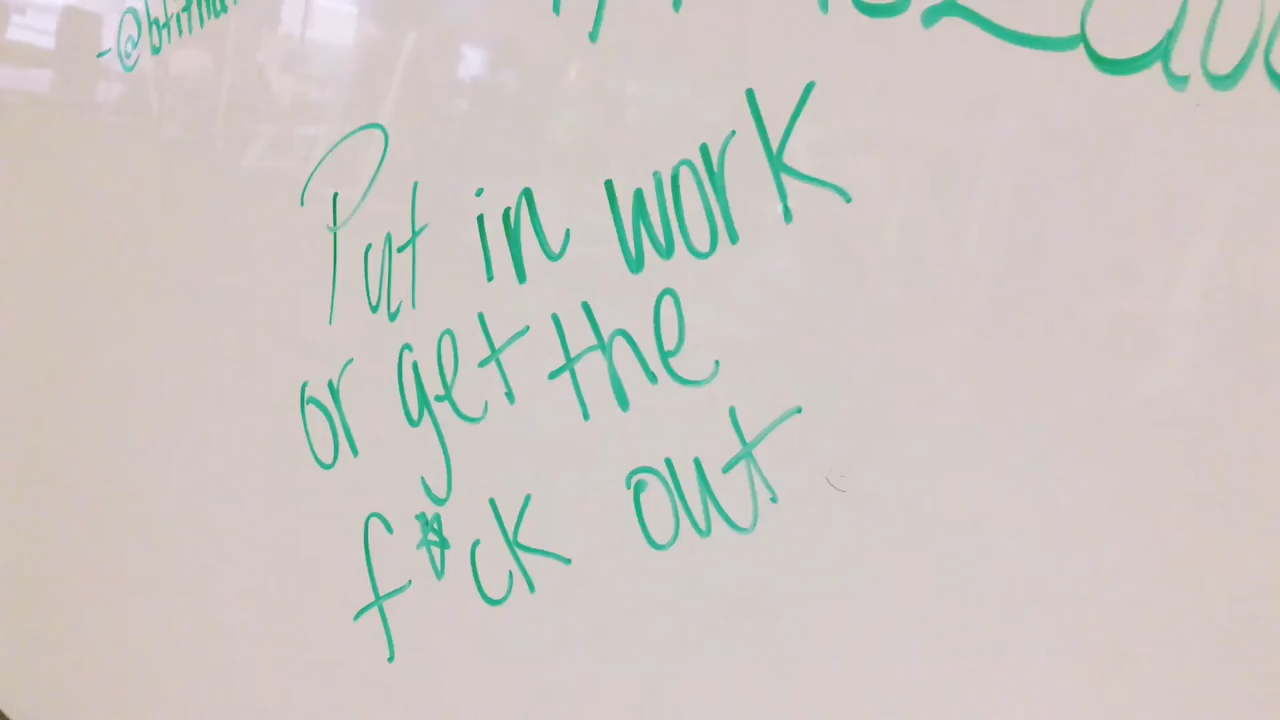 Put in work
or get the
f*ck out